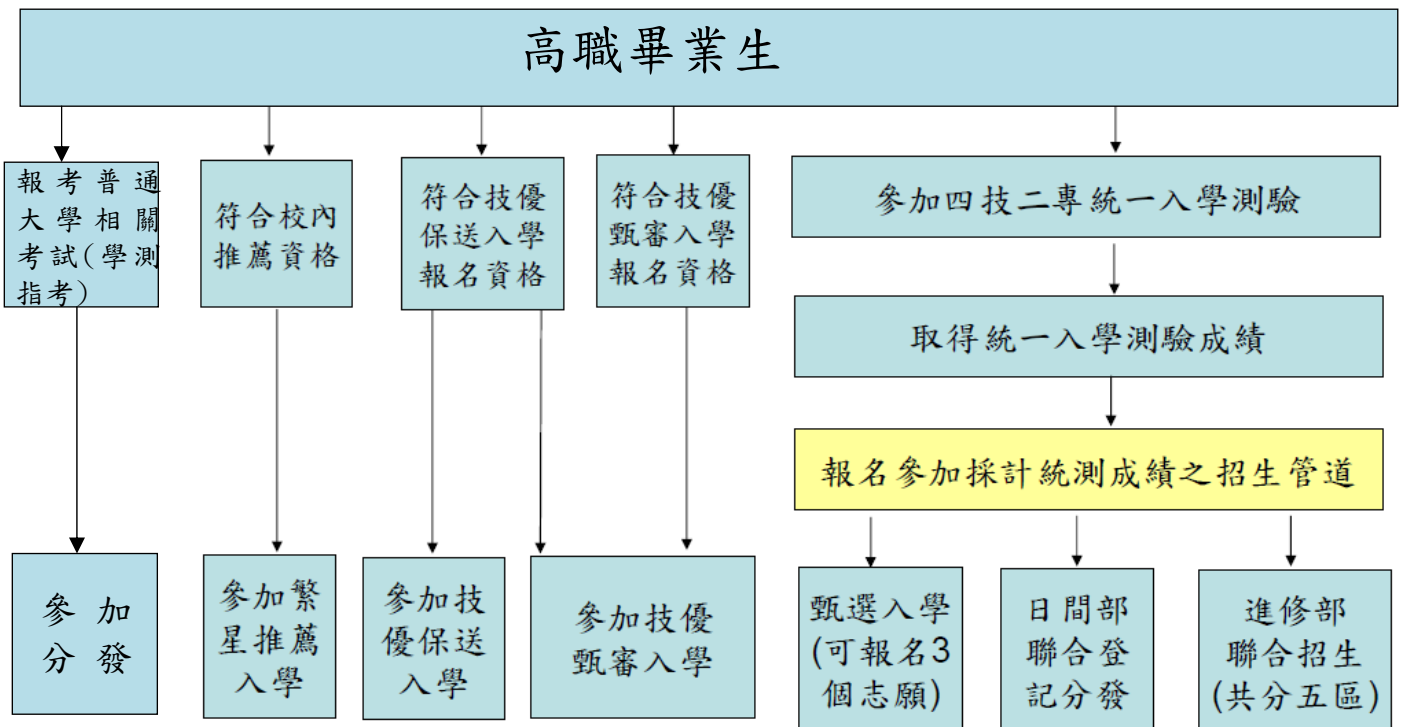 高職畢業生
報考普通
大學相關
考試(學測
指考)
符合校內
推薦資格
符合技優
保送入學
報名資格
符合技優
甄審入學
報名資格
參加四技二專統一入學測驗
取得統一入學測驗成績
報名參加採計統測成績之招生管道
參加
分發
參加繁
星推薦
入學
參加技
優保送
入學
參加技優
甄審入學
甄選入學
(可報名3
個志願)
日間部
聯合登
記分發
進修部
聯合招生
(共分五區)